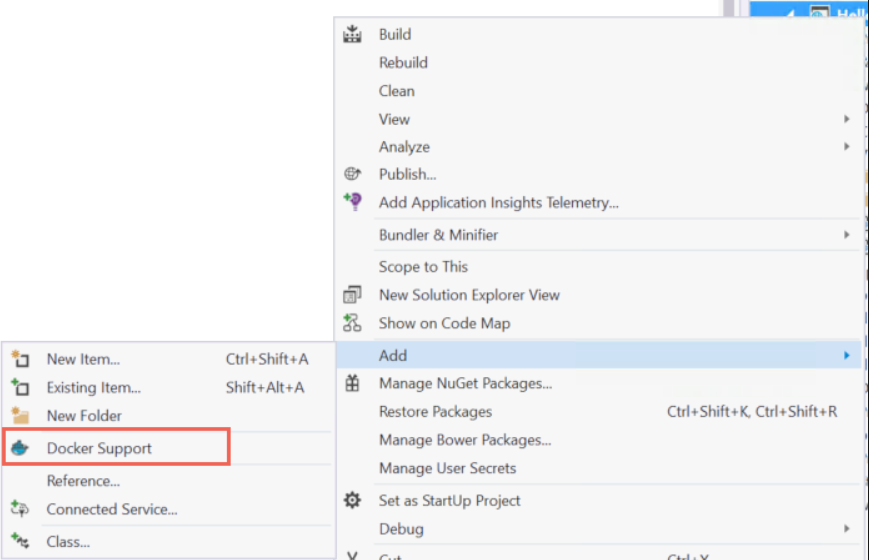 Build
Rebuild
Clean
View
Analyze
Publish...
Add Application Insights Telemetry...
Bundler & Minifier
Scope to This
New Solution Explorer View
Show on Code Map
Add
Manage NuGet Packages...
Restore Packages Ctrl+Shift+K, Ctrl+Shift+R
Manage Bower Packages...
Manage User Secrets
Set as StartUp Project
Debug
New Item... Ctrl+Shift+A
Existing Item... Shift+Alt+A
New Folder
Docker Support
Reference...
Connected Service...
Class...